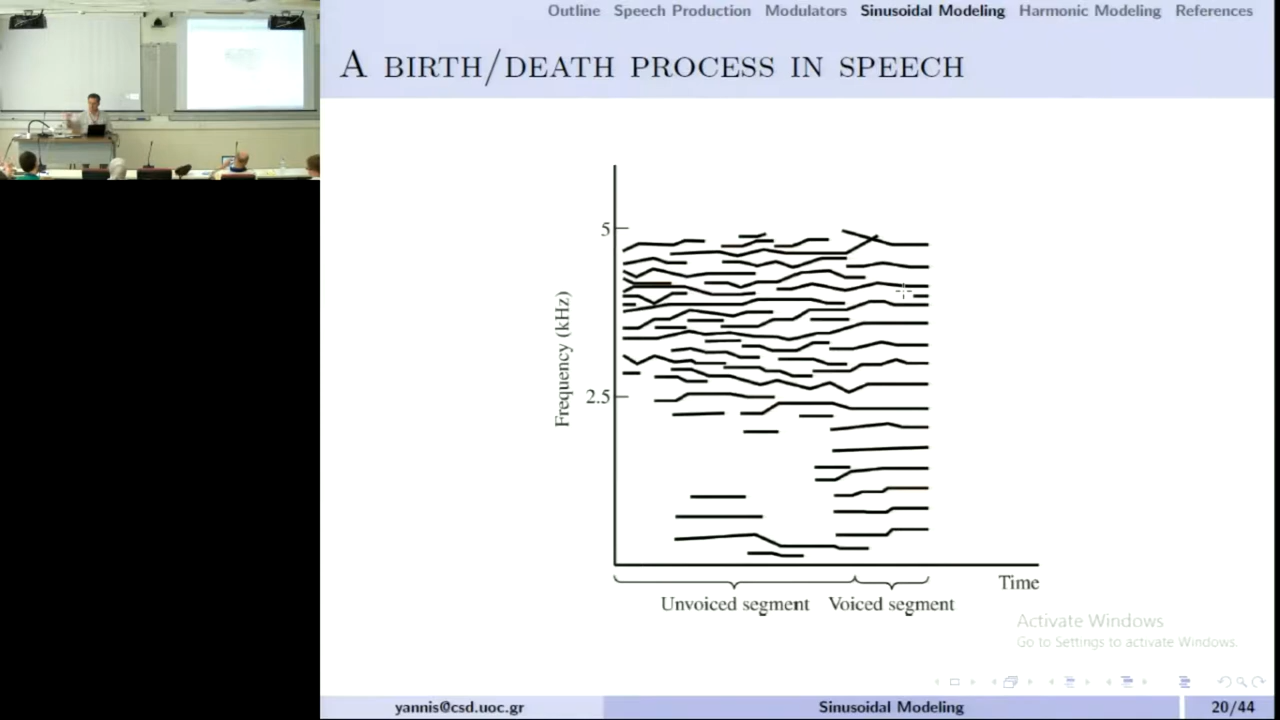 Outline Speech Production Modulators Sinusoidal Modeling Harmonic Modeling References
A BIRTH/DEATH PROCESS IN SPEECH
5
2.5
Frequency (kHz)
Time
Unvoiced segment Voiced segment
Activate Windows
Go to Settings to activate Windows.
yannis@csd.uoc.gr Sinusoidal Modeling 20/44